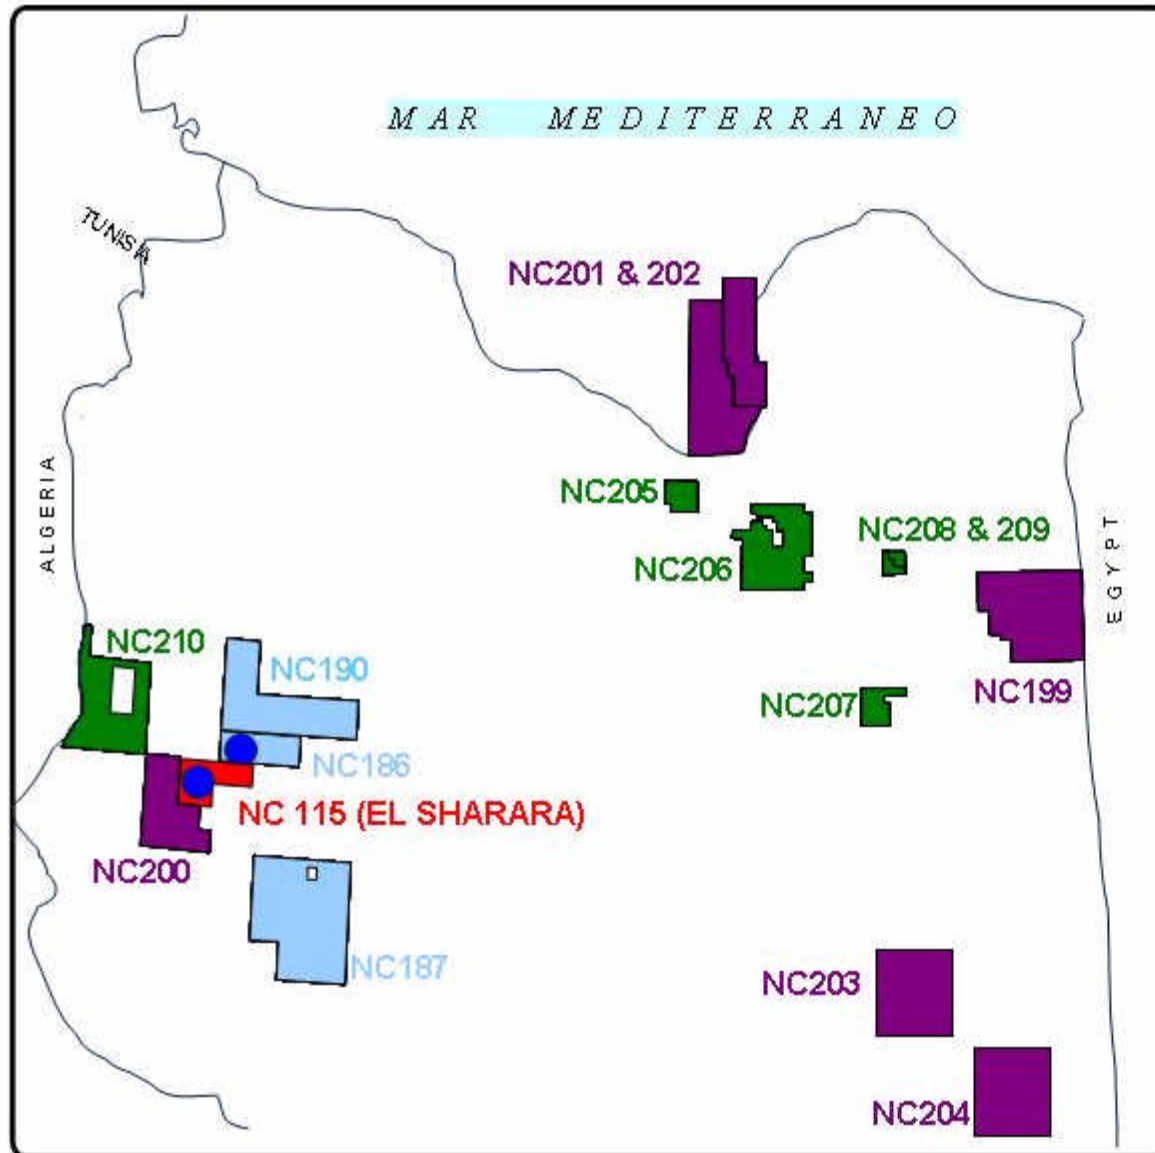 MAR MEDITERRANEO
TUNISIA
NC201 & 202
ALGERIA
NC205
NC206
NC208 & 209
EGYPT
NC210
NC190
NC199
NC207
NC186
NC 115 (EL SHARARA)
NC200
NC187
NC203
NC204